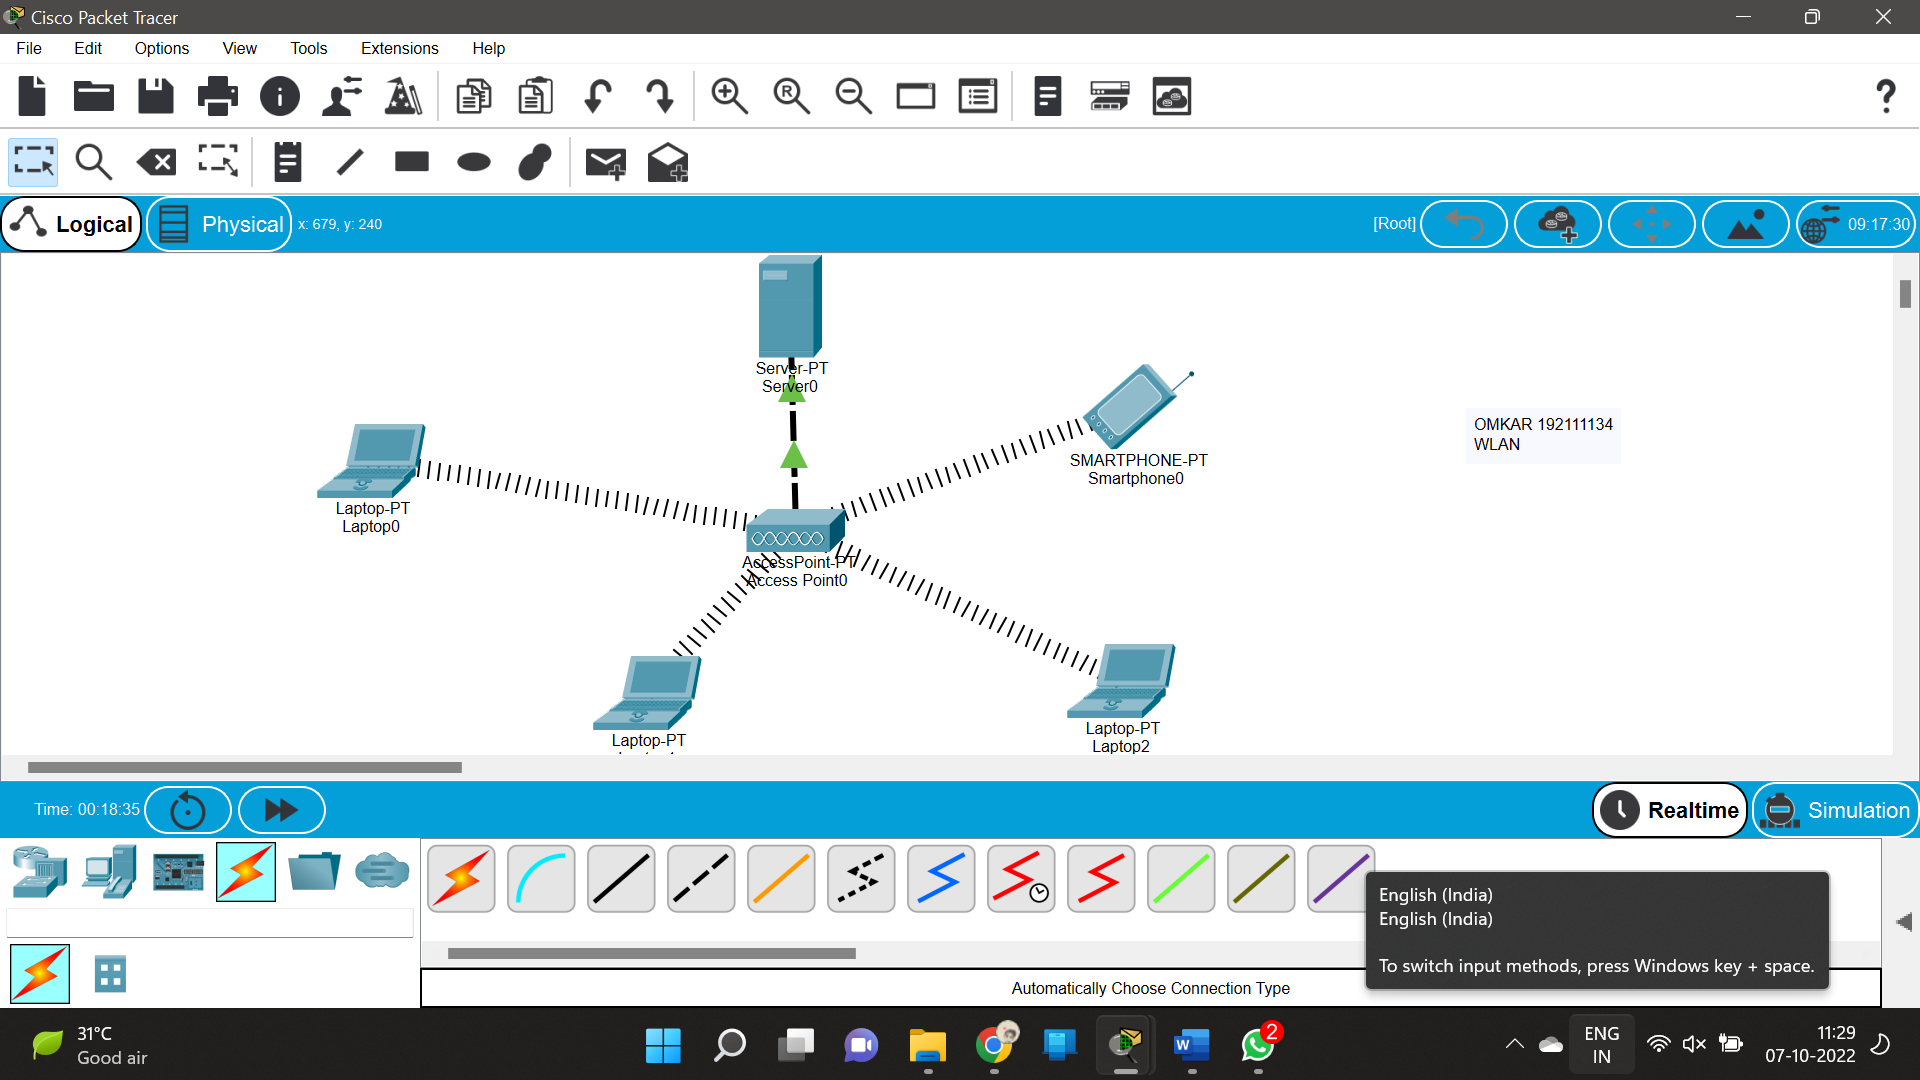 Cisco Packet Tracer
File Edit Options View Tools Extensions Help
Logical Physical x: 679, y: 240 [Root] 09:17:30
Server-PT
Server0
SMARTPHONE-PT
Smartphone0
OMKAR 192111134
WLAN
Laptop-PT
Laptop0
AccessPoint-PT
Access Point0
Laptop-PT
Laptop-PT
Laptop2
Time: 00:18:35 Realtime Simulation
English (India)
English (India)
To switch input methods, press Windows key + space.
Automatically Choose Connection Type
31°C
Good air
2
W
ENG
IN
11:29
07-10-2022